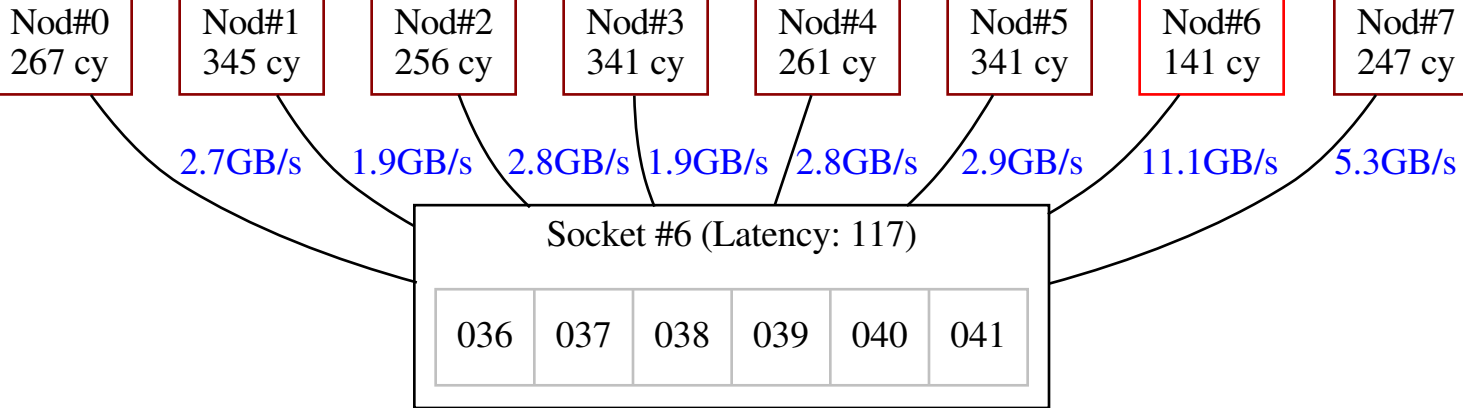 Nod#0 Nod#1 Nod#2 Nod#3 Nod#4 Nod#5 Nod#6 Nod#7
267 cy 345 cy 256 cy 341 cy 261 cy 341 cy 141 cy 247 cy
2.7GB/s 1.9GB/s 2.8GB/s 1.9GB/s 2.8GB/s 2.9GB/s 11.1GB/s 5.3GB/s
Socket #6 (Latency: 117)
036 037 038 039 040 041